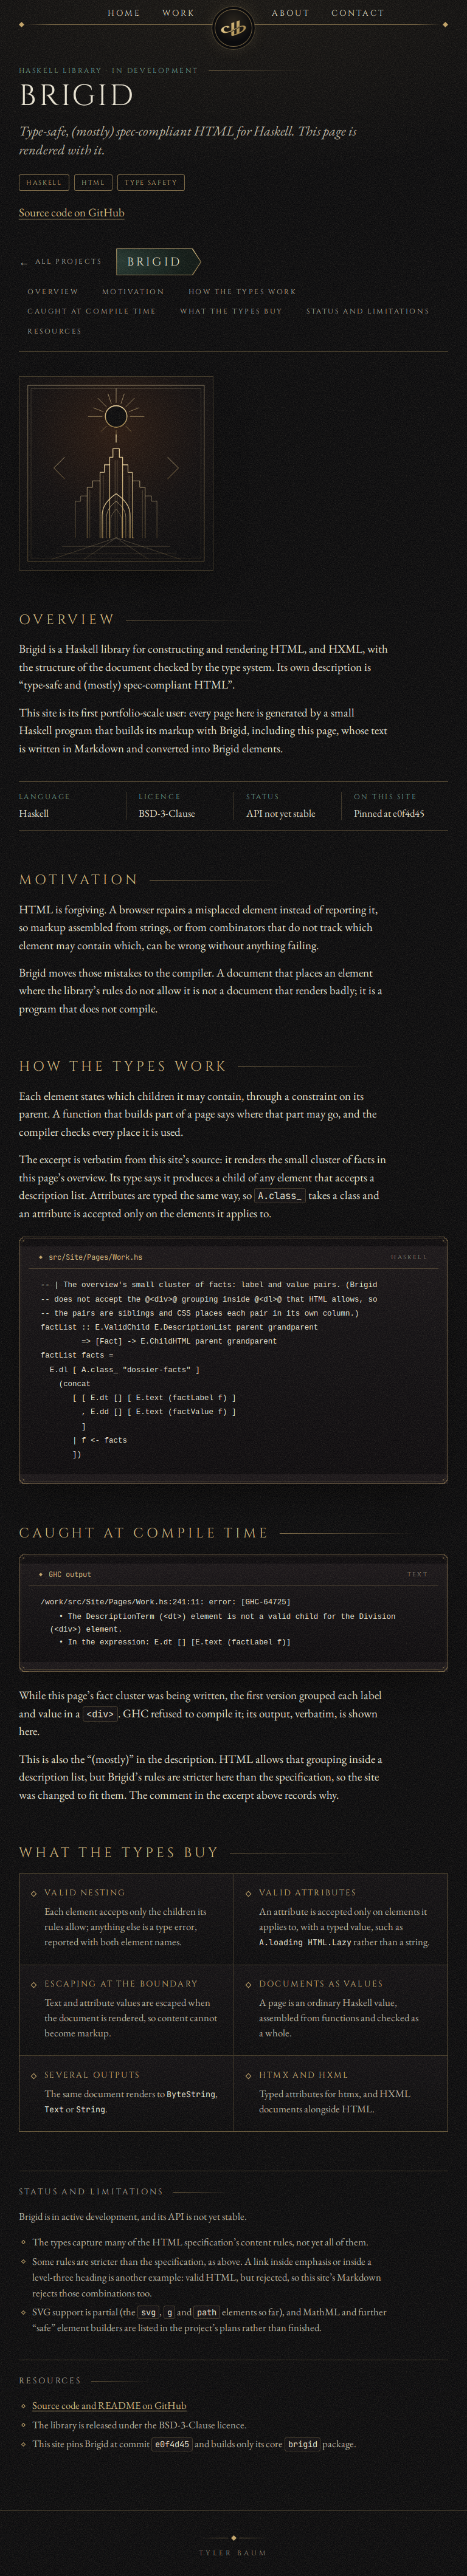 HOME WORK ABOUT CONTACT
HASKELL LIBRARY · IN DEVELOPMENT
BRIGID
Type-safe, (mostly) spec-compliant HTML for Haskell. This page is
rendered with it.
HASKELL HTML TYPE SAFETY
Source code on GitHub
← ALL PROJECTS BRIGID
OVERVIEW MOTIVATION HOW THE TYPES WORK
CAUGHT AT COMPILE TIME WHAT THE TYPES BUY STATUS AND LIMITATIONS
RESOURCES
OVERVIEW
Brigid is a Haskell library for constructing and rendering HTML, and HXML, with
the structure of the document checked by the type system. Its own description is
“type-safe and (mostly) spec-compliant HTML”.
This site is its first portfolio-scale user: every page here is generated by a small
Haskell program that builds its markup with Brigid, including this page, whose text
is written in Markdown and converted into Brigid elements.
LANGUAGE LICENCE STATUS ON THIS SITE
Haskell BSD-3-Clause API not yet stable Pinned at e0f4d45
MOTIVATION
HTML is forgiving. A browser repairs a misplaced element instead of reporting it,
so markup assembled from strings, or from combinators that do not track which
element may contain which, can be wrong without anything failing.
Brigid moves those mistakes to the compiler. A document that places an element
where the library’s rules do not allow it is not a document that renders badly; it is a
program that does not compile.
HOW THE TYPES WORK
Each element states which children it may contain, through a constraint on its
parent. A function that builds part of a page says where that part may go, and the
compiler checks every place it is used.
The excerpt is verbatim from this site’s source: it renders the small cluster of facts in
this page’s overview. Its type says it produces a child of any element that accepts a
description list. Attributes are typed the same way, so A.class_ takes a class and
an attribute is accepted only on the elements it applies to.
src/Site/Pages/Work.hs HASKELL
-- | The overview's small cluster of facts: label and value pairs. (Brigid
-- does not accept the @<div>@ grouping inside @<dl>@ that HTML allows, so
-- the pairs are siblings and CSS places each pair in its own column.)
factList :: E.ValidChild E.DescriptionList parent grandparent
=> [Fact] -> E.ChildHTML parent grandparent
factList facts =
E.dl [ A.class_ "dossier-facts" ]
(concat
[ [ E.dt [] [ E.text (factLabel f) ]
, E.dd [] [ E.text (factValue f) ]
]
| f <- facts
])
CAUGHT AT COMPILE TIME
GHC output TEXT
/work/src/Site/Pages/Work.hs:241:11: error: [GHC-64725]
• The DescriptionTerm (<dt>) element is not a valid child for the Division
(<div>) element.
• In the expression: E.dt [] [E.text (factLabel f)]
While this page’s fact cluster was being written, the first version grouped each label
and value in a <div>. GHC refused to compile it; its output, verbatim, is shown
here.
This is also the “(mostly)” in the description. HTML allows that grouping inside a
description list, but Brigid’s rules are stricter here than the specification, so the site
was changed to fit them. The comment in the excerpt above records why.
WHAT THE TYPES BUY
VALID NESTING
Each element accepts only the children its
rules allow; anything else is a type error,
reported with both element names.
VALID ATTRIBUTES
An attribute is accepted only on elements it
applies to, with a typed value, such as
A.loading HTML.Lazy rather than a string.
ESCAPING AT THE BOUNDARY
Text and attribute values are escaped when
the document is rendered, so content cannot
become markup.
DOCUMENTS AS VALUES
A page is an ordinary Haskell value,
assembled from functions and checked as
a whole.
SEVERAL OUTPUTS
The same document renders to ByteString,
Text or String.
HTMX AND HXML
Typed attributes for htmx, and HXML
documents alongside HTML.
STATUS AND LIMITATIONS
Brigid is in active development, and its API is not yet stable.
The types capture many of the HTML specification’s content rules, not yet all of them.
Some rules are stricter than the specification, as above. A link inside emphasis or inside a
level-three heading is another example: valid HTML, but rejected, so this site’s Markdown
rejects those combinations too.
SVG support is partial (the svg, g and path elements so far), and MathML and further
“safe” element builders are listed in the project’s plans rather than finished.
RESOURCES
Source code and README on GitHub
The library is released under the BSD-3-Clause licence.
This site pins Brigid at commit e0f4d45 and builds only its core brigid package.
TYLER BAUM